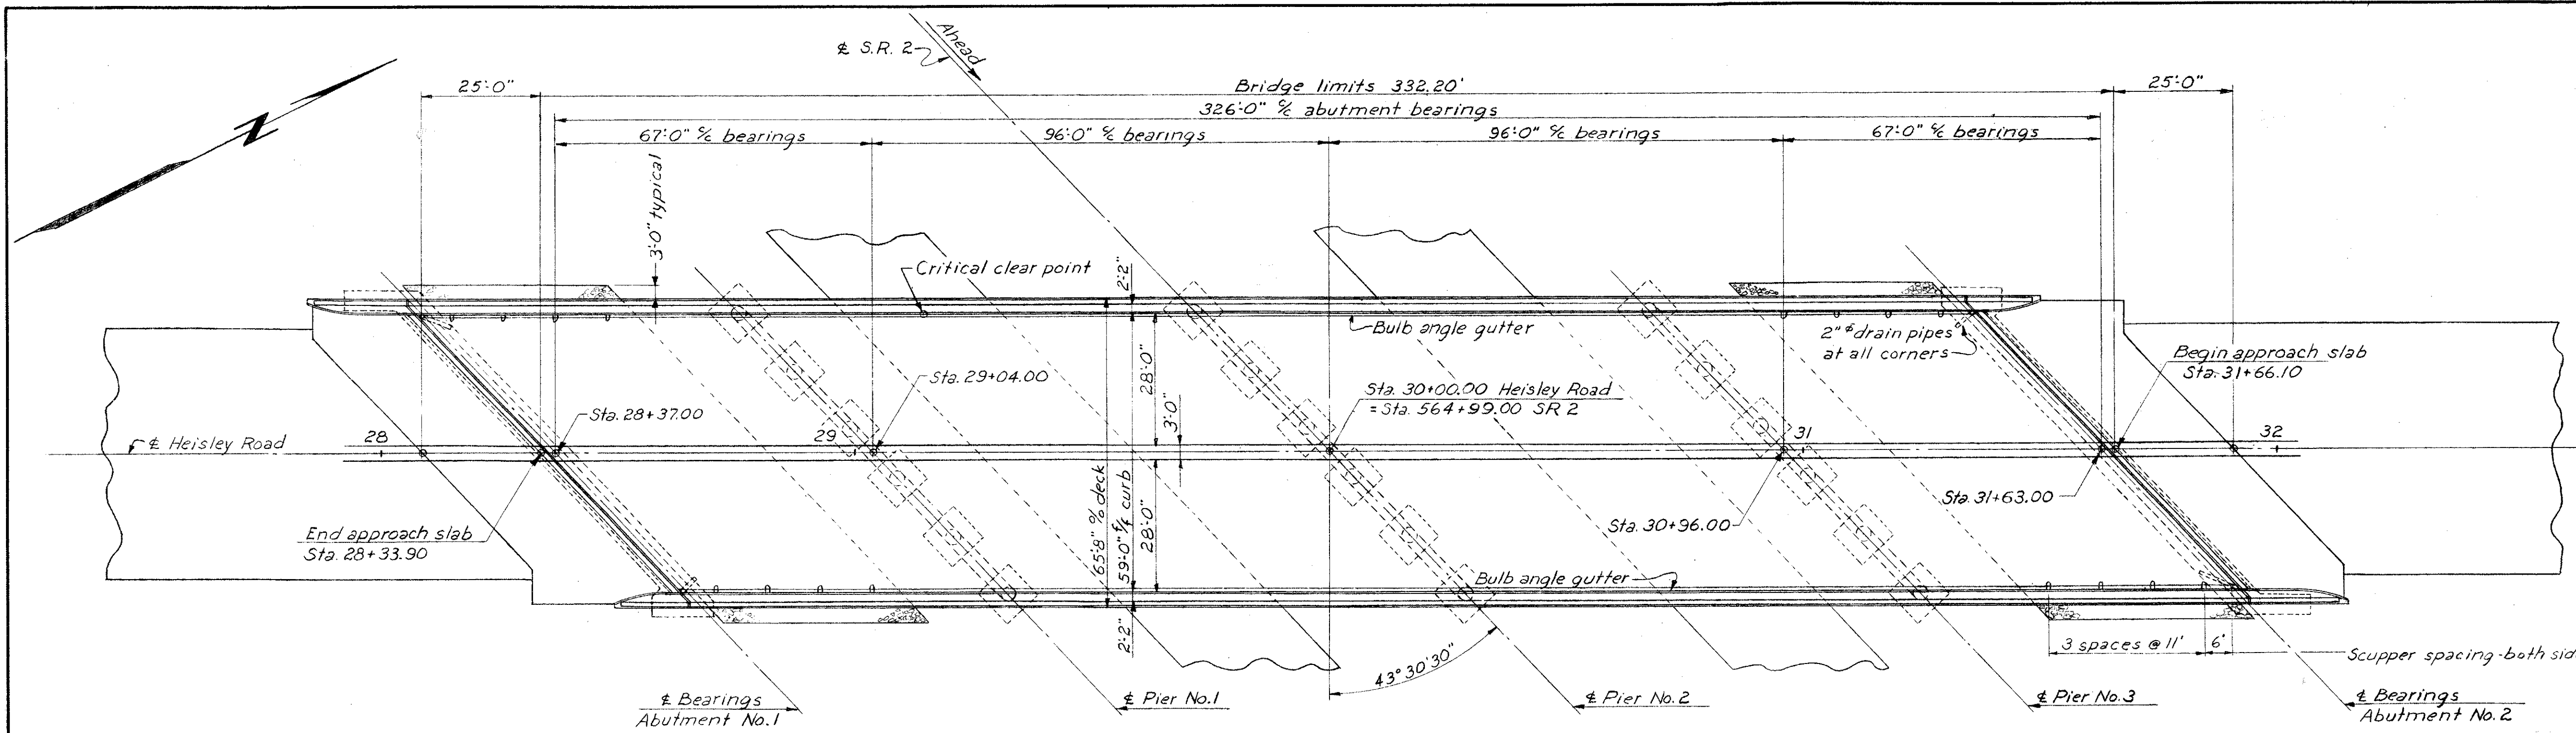 ℄ S.R. 2
Ahead
N
25'-0"
Bridge limits 332.20'
25'-0"
326'-0" c/c abutment bearings
67'-0" c/c bearings
96'-0" c/c bearings
96'-0" c/c bearings
67'-0" c/c bearings
3'-0" typical
Critical clear point
2'-2"
Bulb angle gutter
2"ϕ drain pipes
at all corners
28'-0"
Begin approach slab
Sta. 31+66.10
Sta. 29+04.00
Sta. 30+00.00 Heisley Road
= Sta. 564+99.00 SR 2
3'-0"
Sta. 28+37.00
℄ Heisley Road
28
29
31
32
End approach slab
Sta. 28+33.90
65'-8" o/o deck
59'-0" f/f curb
28'-0"
Sta. 30+96.00
Sta. 31+63.00
Bulb angle gutter
2'-2"
3 spaces @ 11'
6'
Scupper spacing-both sid
43° 30' 30"
℄ Bearings
Abutment No. 1
℄ Pier No. 1
℄ Pier No. 2
℄ Pier No. 3
℄ Bearings
Abutment No. 2